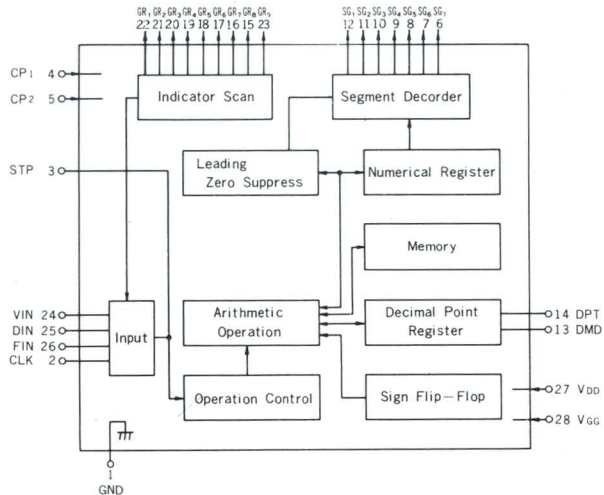 GR₁ GR₂ GR₃ GR₄ GR₅ GR₆ GR₇ GR₈ GR₉
22 21 20 19 18 17 16 15 23
SG₁ SG₂ SG₃ SG₄ SG₅ SG₆ SG₇
12 11 10 9 8 7 6
CP₁ 4
CP₂ 5
Indicator Scan
Segment Decorder
STP 3
Leading
Zero Suppress
Numerical Register
Memory
VIN 24
DIN 25
FIN 26
CLK 2
Input
Arithmetic
Operation
Decimal Point
Register
14 DPT
13 DMD
Operation Control
Sign Flip—Flop
27 VDD
28 VGG
1
GND